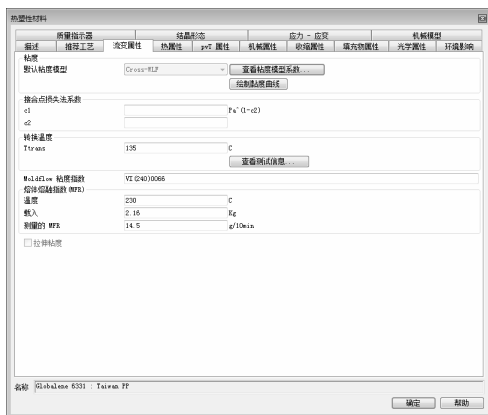 热塑性材料
质量指示器 结晶形态 应力 - 应变 机械模型
描述 推荐工艺 流变属性 热属性 pvT 属性 机械属性 收缩属性 填充物属性 光学属性 环境影响
粘度
默认粘度模型 Cross-WLF 查看粘度模型系数...
绘制黏度曲线
接合点损失法系数
c1 Pa^(1-c2)
c2
转换温度
Ttrans 135 C
查看测试信息...
Moldflow 粘度指数 VI(240)0066
熔体熔融指数(MFR)
温度 230 C
载入 2.16 Kg
测量的 MFR 14.5 g/10min
拉伸粘度
名称 Globalene 6331 : Taiwan PP
确定 帮助